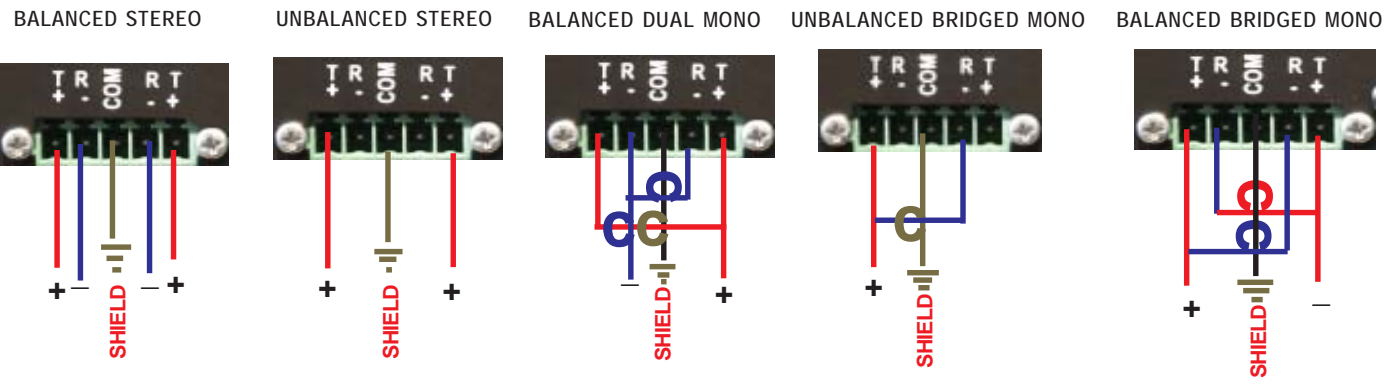 BALANCED STEREO
T R COM R T
+ - - +
+ − − +
SHIELD
UNBALANCED STEREO
T R COM R T
+ - - +
+ +
SHIELD
BALANCED DUAL MONO
T R COM R T
+ - - +
C
C C
− +
SHIELD
UNBALANCED BRIDGED MONO
T R COM R T
+ - - +
C
+
SHIELD
BALANCED BRIDGED MONO
T R COM R T
+ - - +
C
C
+ −
SHIELD